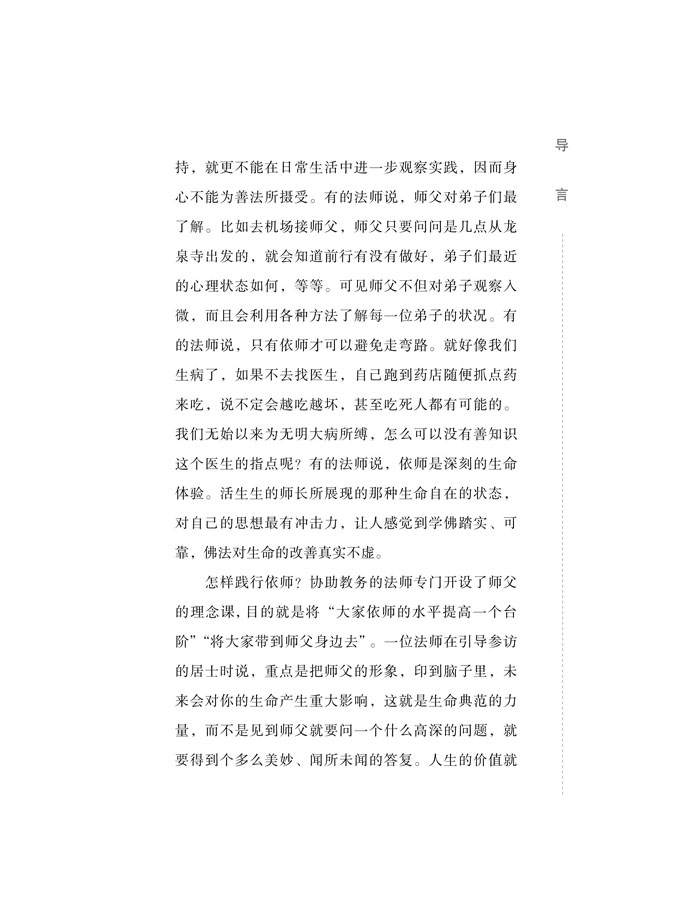 导
言
持，就更不能在日常生活中进一步观察实践，因而身
心不能为善法所摄受。有的法师说，师父对弟子们最
了解。比如去机场接师父，师父只要问问是几点从龙
泉寺出发的，就会知道前行有没有做好，弟子们最近
的心理状态如何，等等。可见师父不但对弟子观察入
微，而且会利用各种方法了解每一位弟子的状况。有
的法师说，只有依师才可以避免走弯路。就好像我们
生病了，如果不去找医生，自己跑到药店随便抓点药
来吃，说不定会越吃越坏，甚至吃死人都有可能的。
我们无始以来为无明大病所缚，怎么可以没有善知识
这个医生的指点呢？有的法师说，依师是深刻的生命
体验。活生生的师长所展现的那种生命自在的状态，
对自己的思想最有冲击力，让人感觉到学佛踏实、可
靠，佛法对生命的改善真实不虚。
怎样践行依师？协助教务的法师专门开设了师父
的理念课，目的就是将“大家依师的水平提高一个台
阶”“将大家带到师父身边去”。一位法师在引导参访
的居士时说，重点是把师父的形象，印到脑子里，未
来会对你的生命产生重大影响，这就是生命典范的力
量，而不是见到师父就要问一个什么高深的问题，就
要得到个多么美妙、闻所未闻的答复。人生的价值就